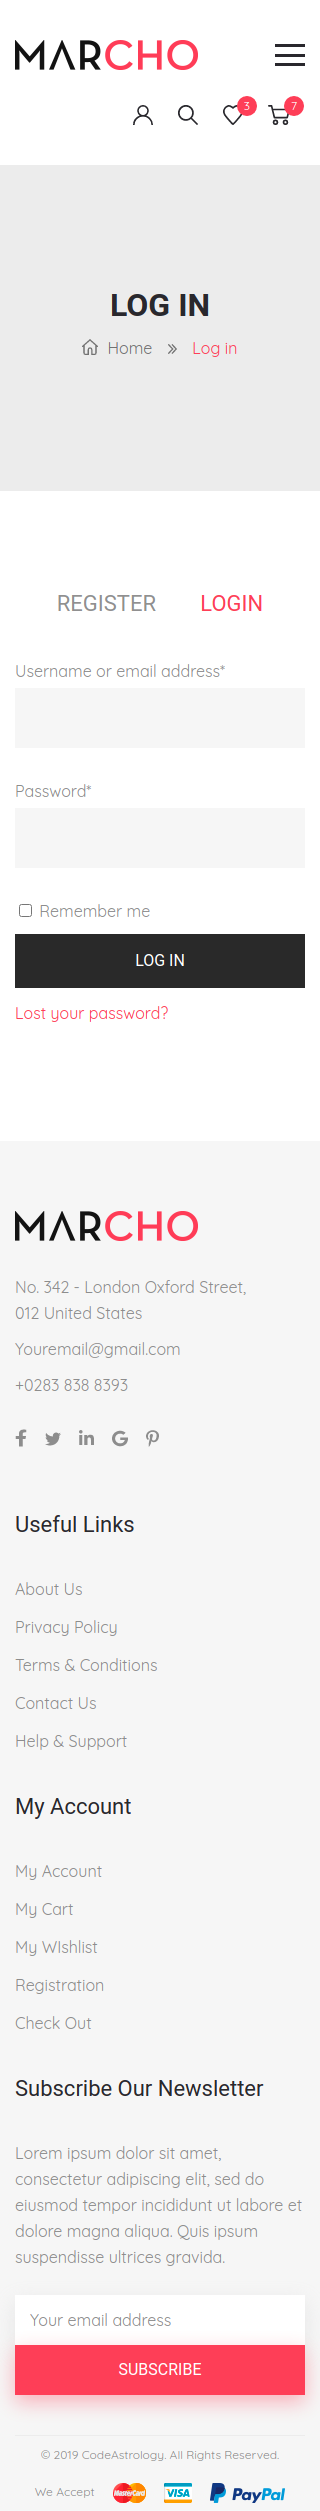 MARCHO
3
7
LOG IN
Home » Log in
REGISTER LOGIN
Username or email address*
Password*
Remember me
LOG IN
Lost your password?
MARCHO
No. 342 - London Oxford Street,
012 United States
Youremail@gmail.com
+0283 838 8393
Useful Links
About Us
Privacy Policy
Terms & Conditions
Contact Us
Help & Support
My Account
My Account
My Cart
My WIshlist
Registration
Check Out
Subscribe Our Newsletter
Lorem ipsum dolor sit amet,
consectetur adipiscing elit, sed do
eiusmod tempor incididunt ut labore et
dolore magna aliqua. Quis ipsum
suspendisse ultrices gravida.
Your email address
SUBSCRIBE
© 2019 CodeAstrology. All Rights Reserved.
We Accept MasterCard VISA PayPal